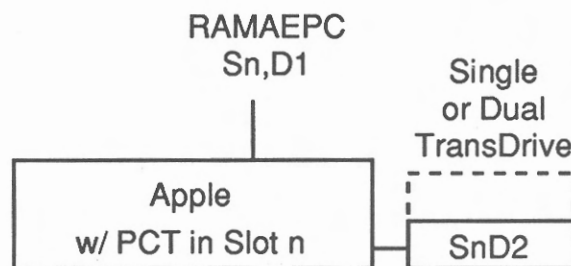 RAMAEPC
Sn,D1
Single
or Dual
TransDrive
Apple
w/ PCT in Slot n
SnD2